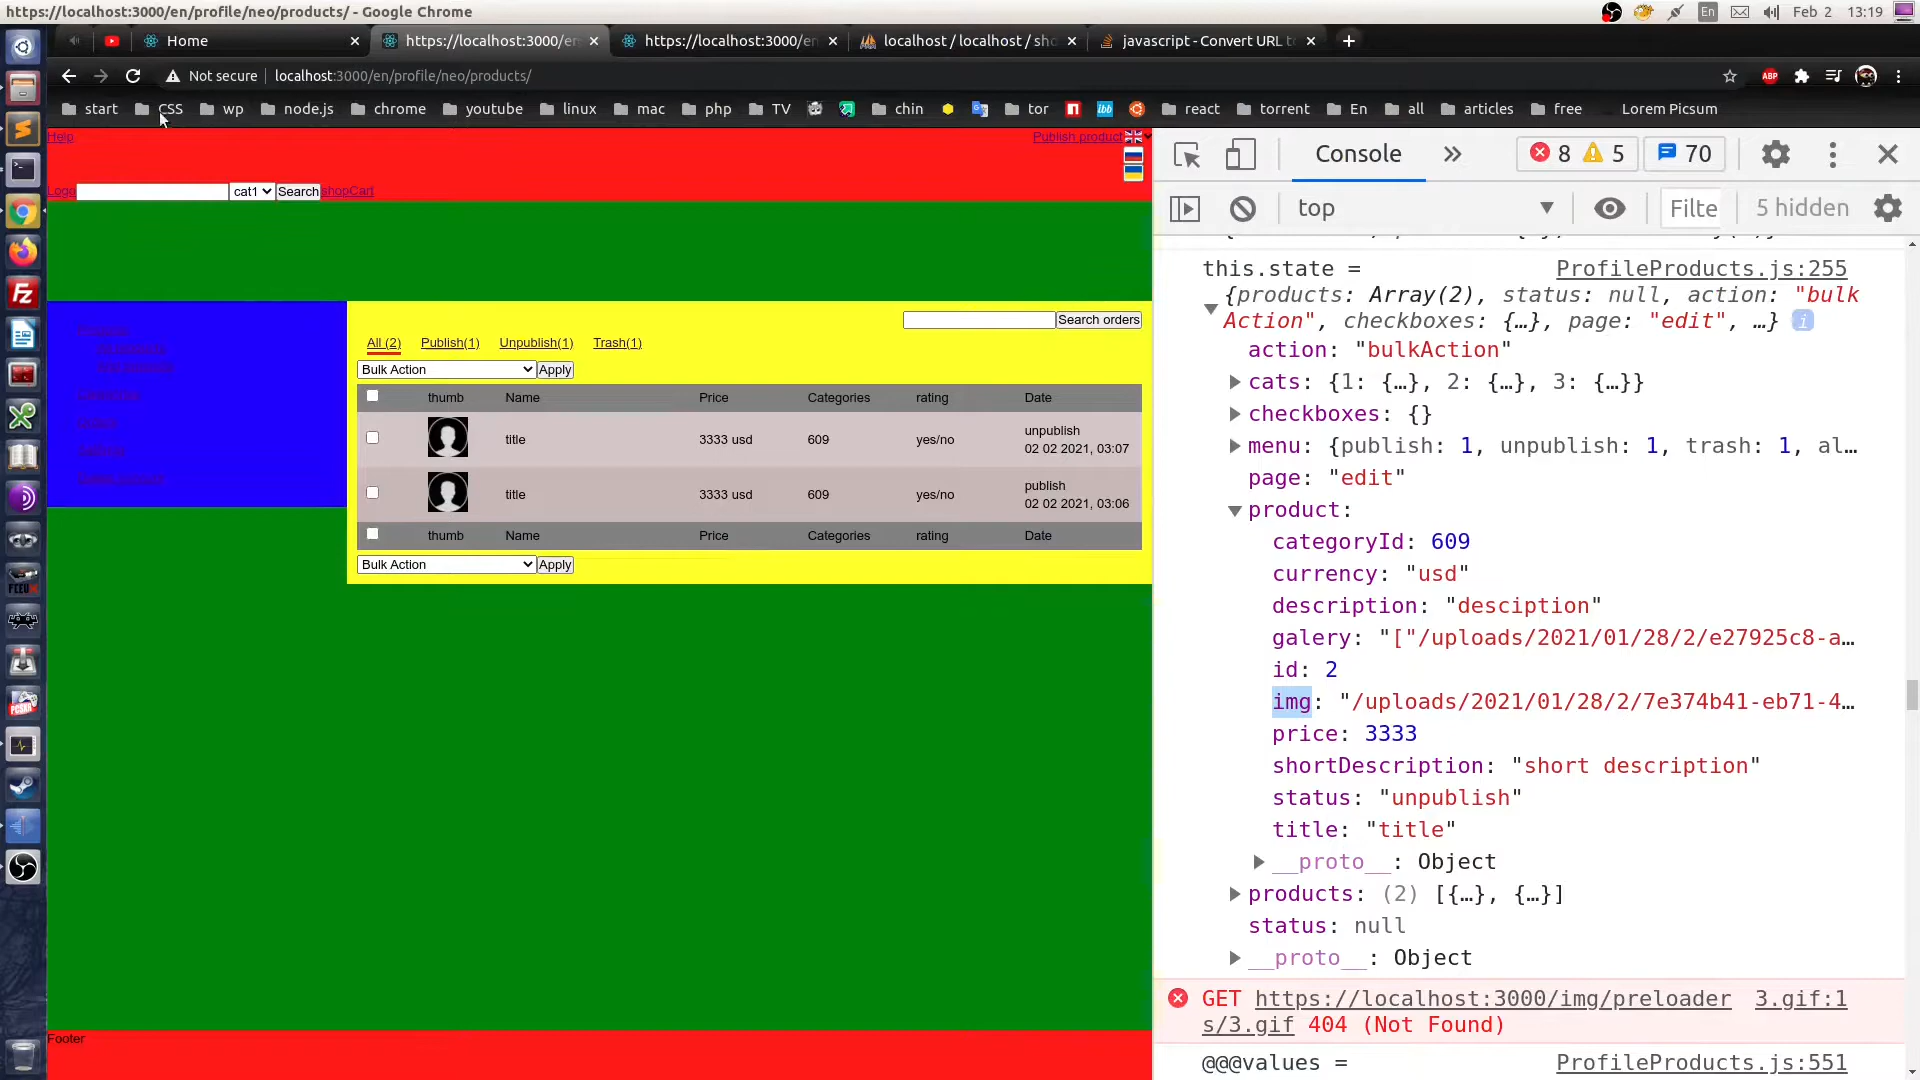 https://localhost:3000/en/profile/neo/products/ - Google Chrome
En
Feb 2 13:19
Home
https://localhost:3000/en
https://localhost:3000/en
localhost / localhost / sho
javascript - Convert URL to
Not secure
localhost:3000/en/profile/neo/products/
ABP
start
CSS
wp
node.js
chrome
youtube
linux
mac
php
TV
chin
tor
react
torrent
En
all
articles
free
Lorem Picsum
Help
Publish product
Logo
cat1
Search
shopCart
Search orders
All (2)
Publish(1)
Unpublish(1)
Trash(1)
Bulk Action
Apply
thumb Name Price Categories rating Date
title 3333 usd 609 yes/no unpublish
02 02 2021, 03:07
title 3333 usd 609 yes/no publish
02 02 2021, 03:06
thumb Name Price Categories rating Date
Bulk Action
Apply
Footer
Console
8
5
70
top
Filte
5 hidden
this.state =
ProfileProducts.js:255
{products: Array(2), status: null, action: "bulk
Action", checkboxes: {…}, page: "edit", …}
action: "bulkAction"
cats: {1: {…}, 2: {…}, 3: {…}}
checkboxes: {}
menu: {publish: 1, unpublish: 1, trash: 1, al…
page: "edit"
product:
categoryId: 609
currency: "usd"
description: "desciption"
galery: "["/uploads/2021/01/28/2/e27925c8-a…
id: 2
img: "/uploads/2021/01/28/2/7e374b41-eb71-4…
price: 3333
shortDescription: "short description"
status: "unpublish"
title: "title"
__proto__: Object
products: (2) [{…}, {…}]
status: null
__proto__: Object
GET https://localhost:3000/img/preloader
3.gif:1
s/3.gif 404 (Not Found)
@@@values =
ProfileProducts.js:551